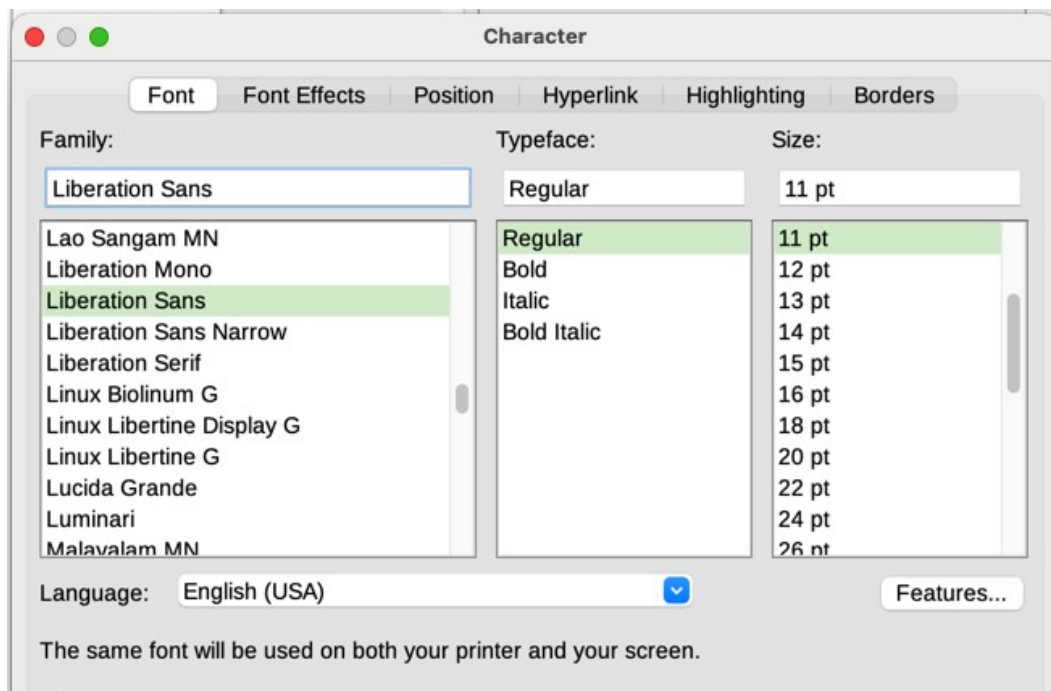 Character
Font Font Effects Position Hyperlink Highlighting Borders
Family: Typeface: Size:
Liberation Sans Regular 11 pt
Lao Sangam MN Regular 11 pt
Liberation Mono Bold 12 pt
Liberation Sans Italic 13 pt
Liberation Sans Narrow Bold Italic 14 pt
Liberation Serif 15 pt
Linux Biolinum G 16 pt
Linux Libertine Display G 18 pt
Linux Libertine G 20 pt
Lucida Grande 22 pt
Luminari 24 pt
Malayalam MN 26 pt
Language: English (USA) Features...
The same font will be used on both your printer and your screen.